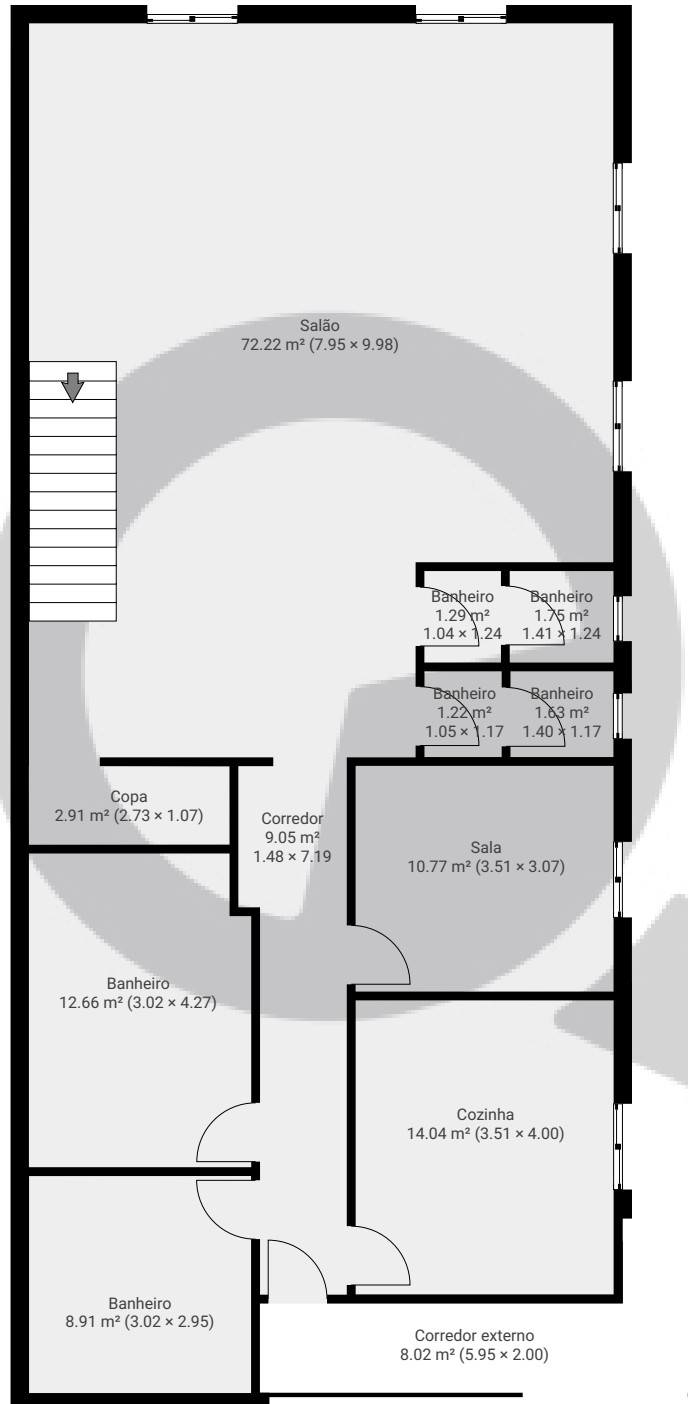 Salão
72.22 m² (7.95 × 9.98)
Banheiro
1.29 m²
1.04 × 1.24
Banheiro
1.75 m²
1.41 × 1.24
Banheiro
1.22 m²
1.05 × 1.17
Banheiro
1.63 m²
1.40 × 1.17
Copa
2.91 m² (2.73 × 1.07)
Corredor
9.05 m²
1.48 × 7.19
Sala
10.77 m² (3.51 × 3.07)
Banheiro
12.66 m² (3.02 × 4.27)
Cozinha
14.04 m² (3.51 × 4.00)
Banheiro
8.91 m² (3.02 × 2.95)
Corredor externo
8.02 m² (5.95 × 2.00)